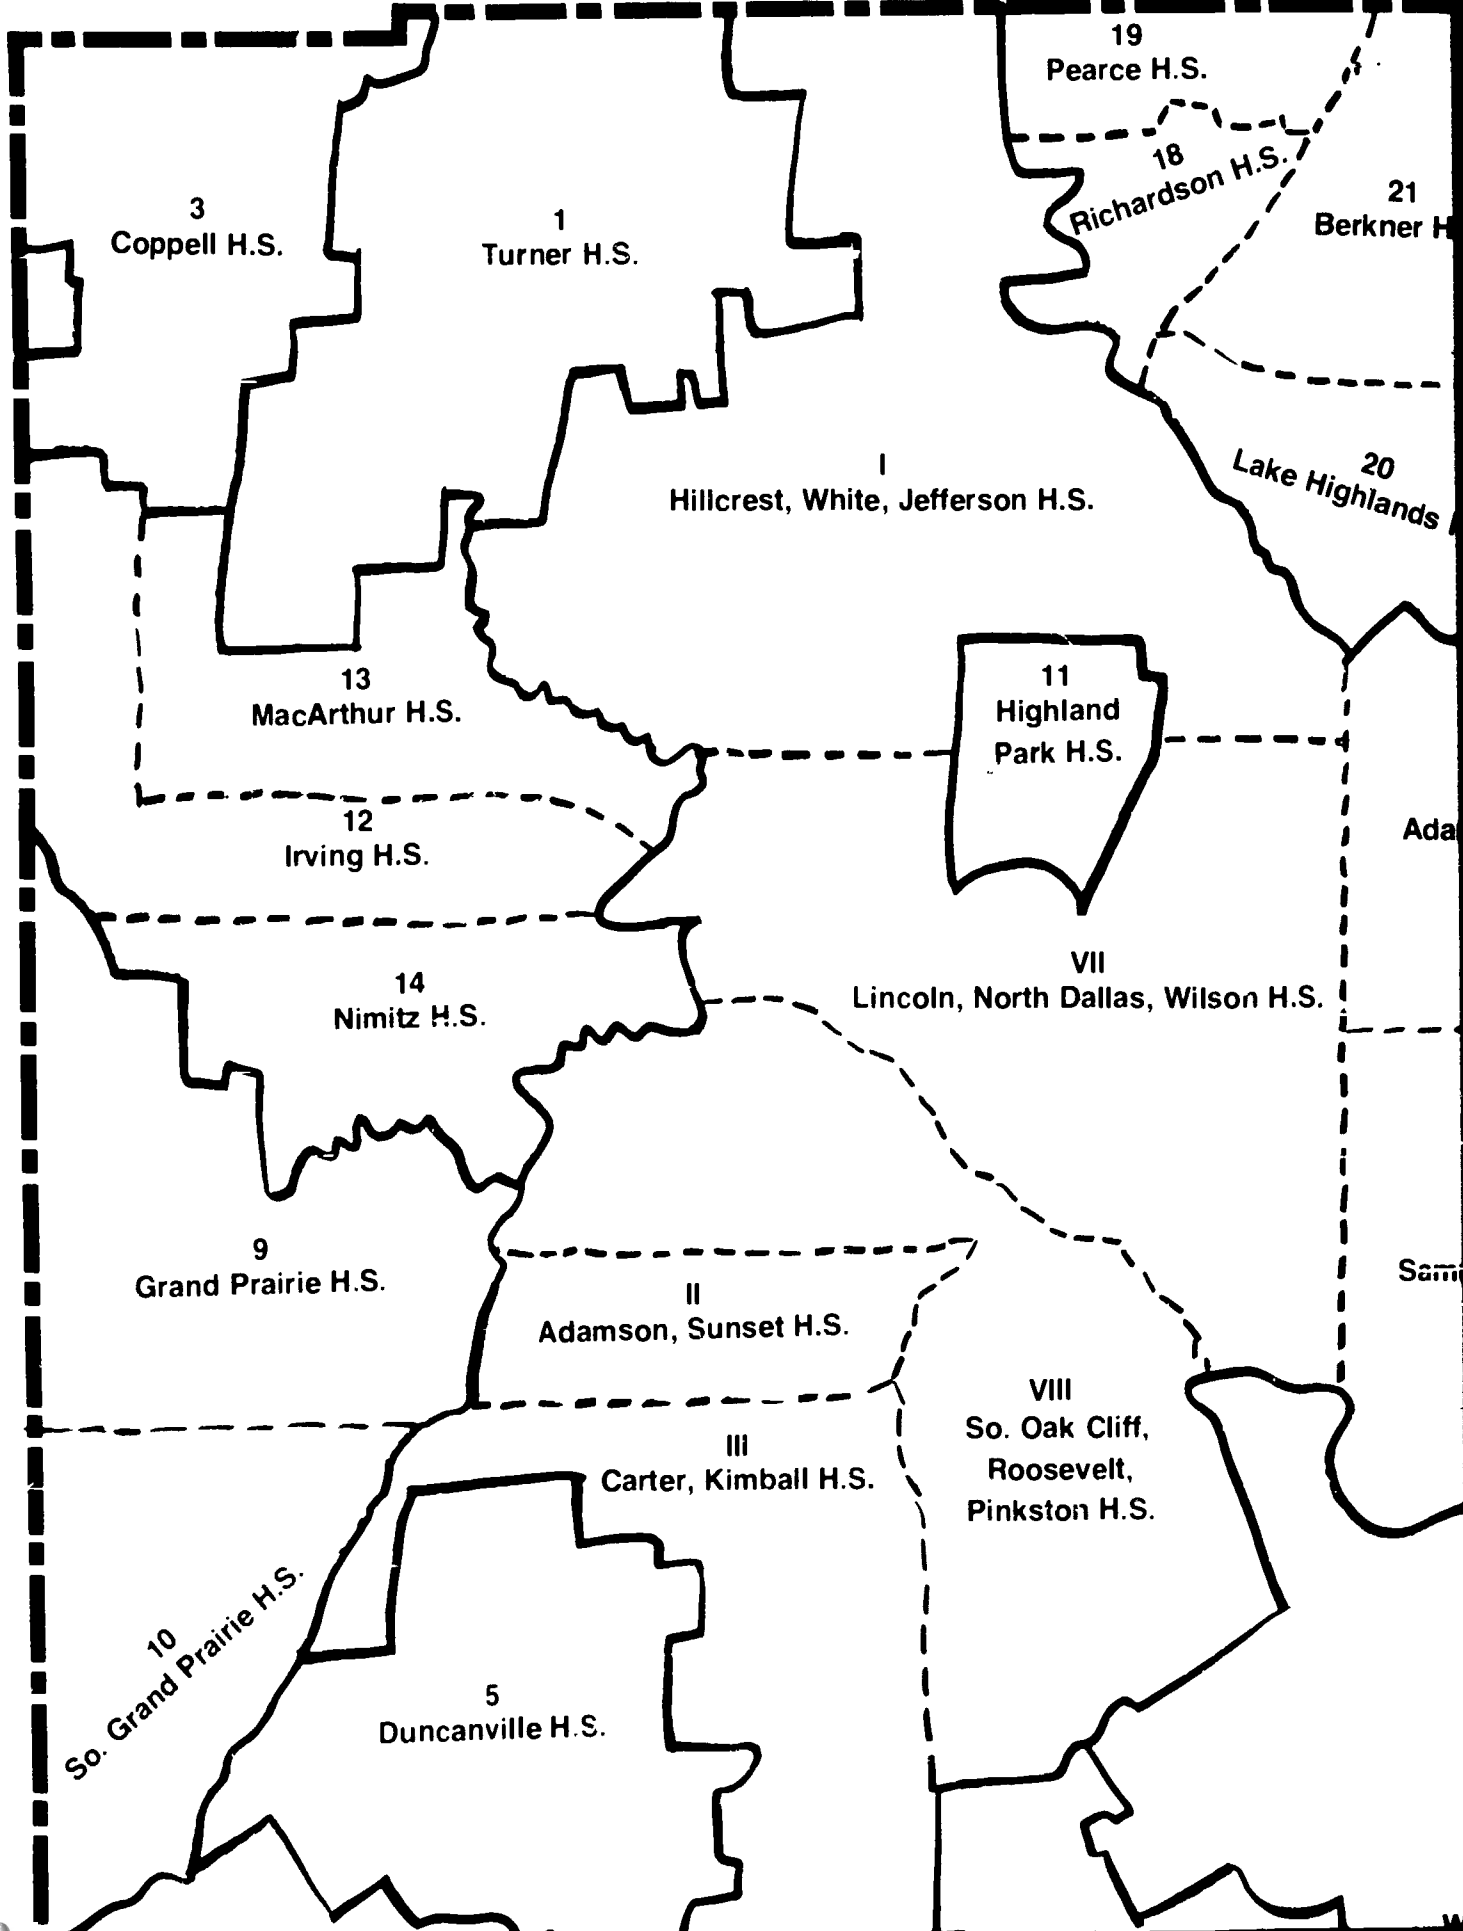 19
Pearce H.S.
18
Richardson H.S.
21
Berkner H
3
Coppell H.S.
1
Turner H.S.
20
Lake Highlands
I
Hillcrest, White, Jefferson H.S.
13
MacArthur H.S.
11
Highland
Park H.S.
12
Irving H.S.
Ada
14
Nimitz H.S.
VII
Lincoln, North Dallas, Wilson H.S.
9
Grand Prairie H.S.
Sam
II
Adamson, Sunset H.S.
VIII
So. Oak Cliff,
Roosevelt,
Pinkston H.S.
III
Carter, Kimball H.S.
10
So. Grand Prairie H.S.
5
Duncanville H.S.